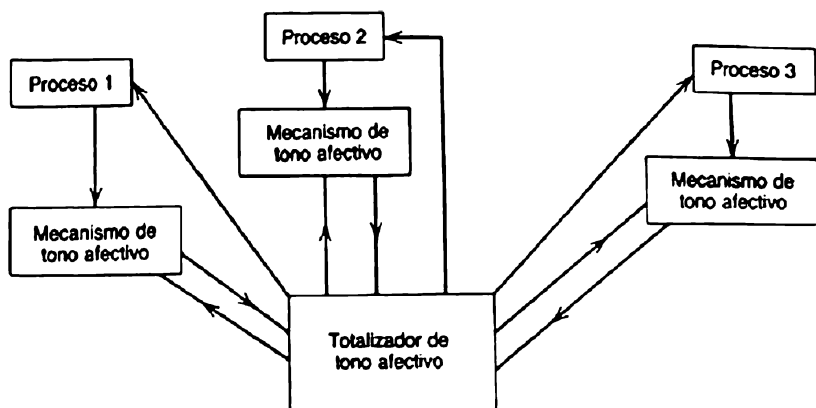 Proceso 1
Proceso 2
Proceso 3
Mecanismo de
tono afectivo
Mecanismo de
tono afectivo
Mecanismo de
tono afectivo
Totalizador de
tono afectivo